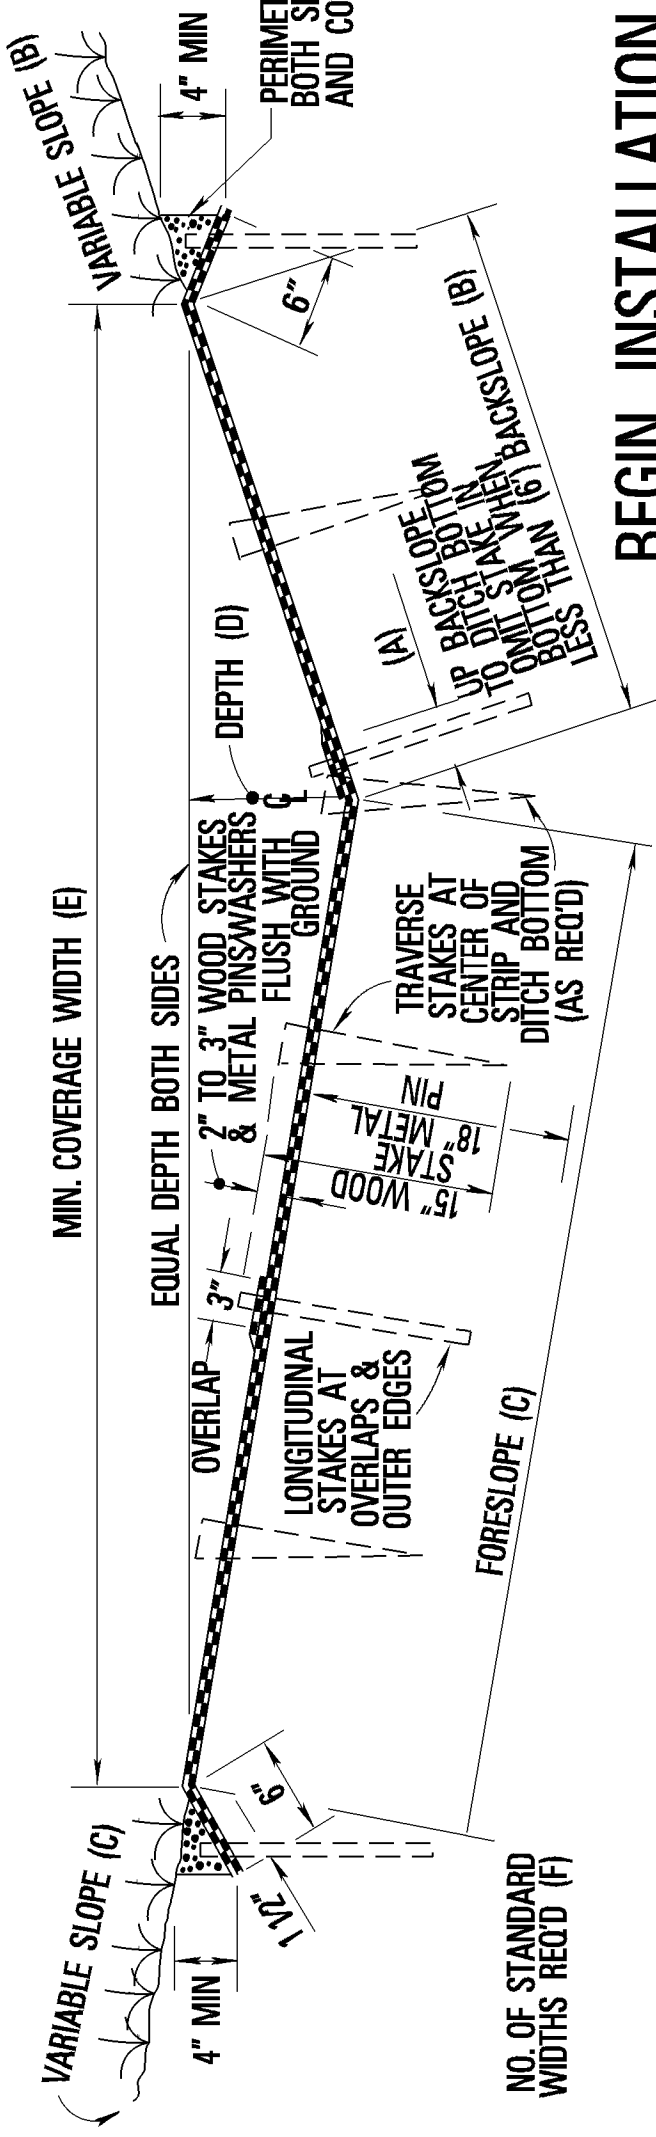 VARIABLE SLOPE (C)
4" MIN
1 1/2"
6"
NO. OF STANDARD
WIDTHS REQ'D (F)
MIN. COVERAGE WIDTH (E)
EQUAL DEPTH BOTH SIDES
OVERLAP
3"
2" TO 3" WOOD STAKES
& METAL PINS/WASHERS
FLUSH WITH
GROUND
LONGITUDINAL
STAKES AT
OVERLAPS &
OUTER EDGES
15" WOOD
STAKE
18" METAL
PIN
FORESLOPE (C)
TRAVERSE
STAKES AT
CENTER OF
STRIP AND
DITCH BOTTOM
(AS REQ'D)
DEPTH (D)
CL
(A)
UP BACKSLOPE
TO DITCH BOTTOM
OMIT STAKE IN
BOTTOM WHEN
LESS THAN (6')
BACKSLOPE (B)
6"
VARIABLE SLOPE (B)
4" MIN
BOTH
AND
BEGIN INSTALLATION